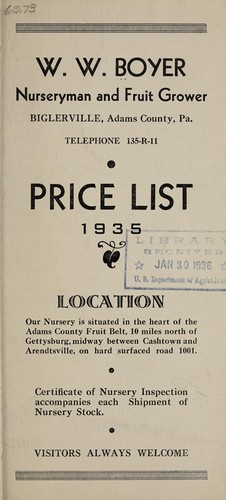 62.73
W. W. BOYER
Nurseryman and Fruit Grower
BIGLERVILLE, Adams County, Pa.
TELEPHONE 135-R-11
PRICE LIST
1935
LIBRARY
RECEIVED
☆ JAN 30 1936 ☆
U. S. Department of Agriculture
LOCATION
Our Nursery is situated in the heart of the
Adams County Fruit Belt, 10 miles north of
Gettysburg, midway between Cashtown and
Arendtsville, on hard surfaced road 1001.
Certificate of Nursery Inspection
accompanies each Shipment of
Nursery Stock.
VISITORS ALWAYS WELCOME